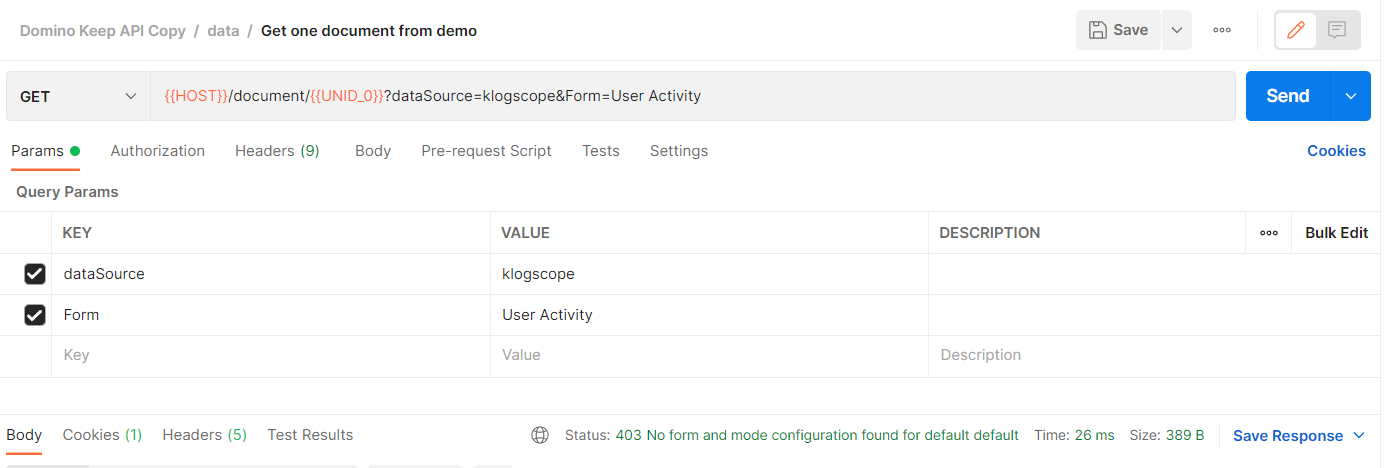 Domino Keep API Copy / data / Get one document from demo
Save
GET
{{HOST}}/document/{{UNID_0}}?dataSource=klogscope&Form=User Activity
Send
Params Authorization Headers (9) Body Pre-request Script Tests Settings Cookies
Query Params
KEY VALUE DESCRIPTION ooo Bulk Edit
dataSource klogscope
Form User Activity
Key Value Description
Body Cookies (1) Headers (5) Test Results Status: 403 No form and mode configuration found for default default Time: 26 ms Size: 389 B Save Response